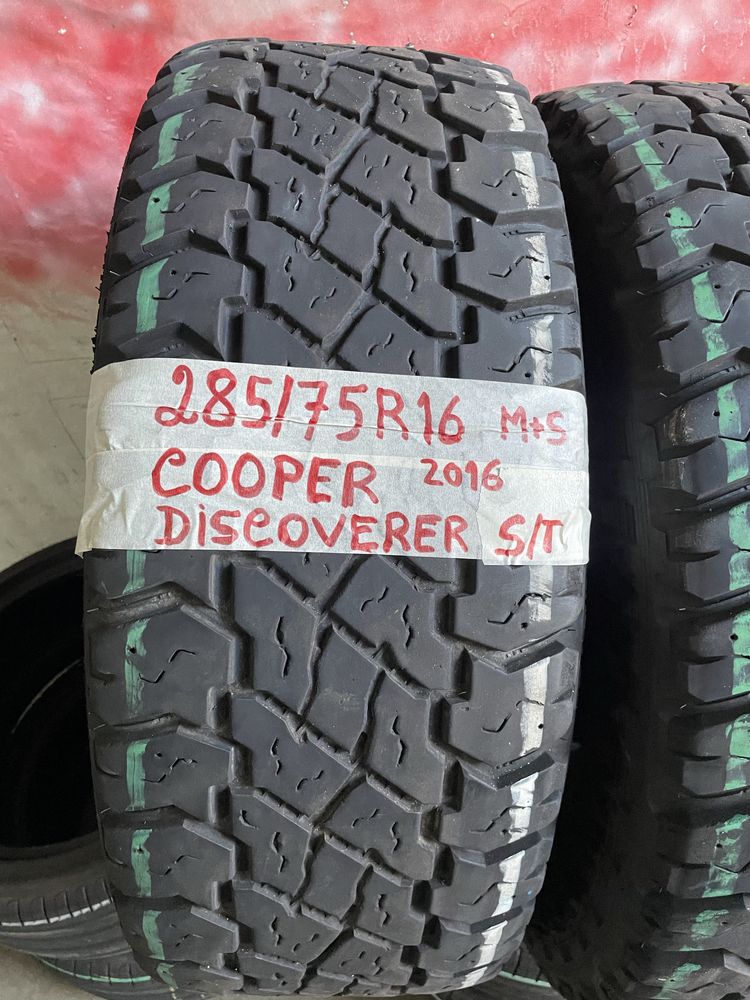 285/75R16 M+S
COOPER 2016
DISCOVERER S/T